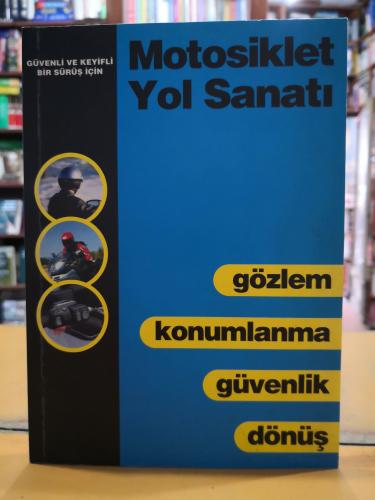 GÜVENLİ VE KEYİFLİ
BİR SÜRÜŞ İÇİN
Motosiklet
Yol Sanatı
gözlem
konumlanma
güvenlik
dönüş